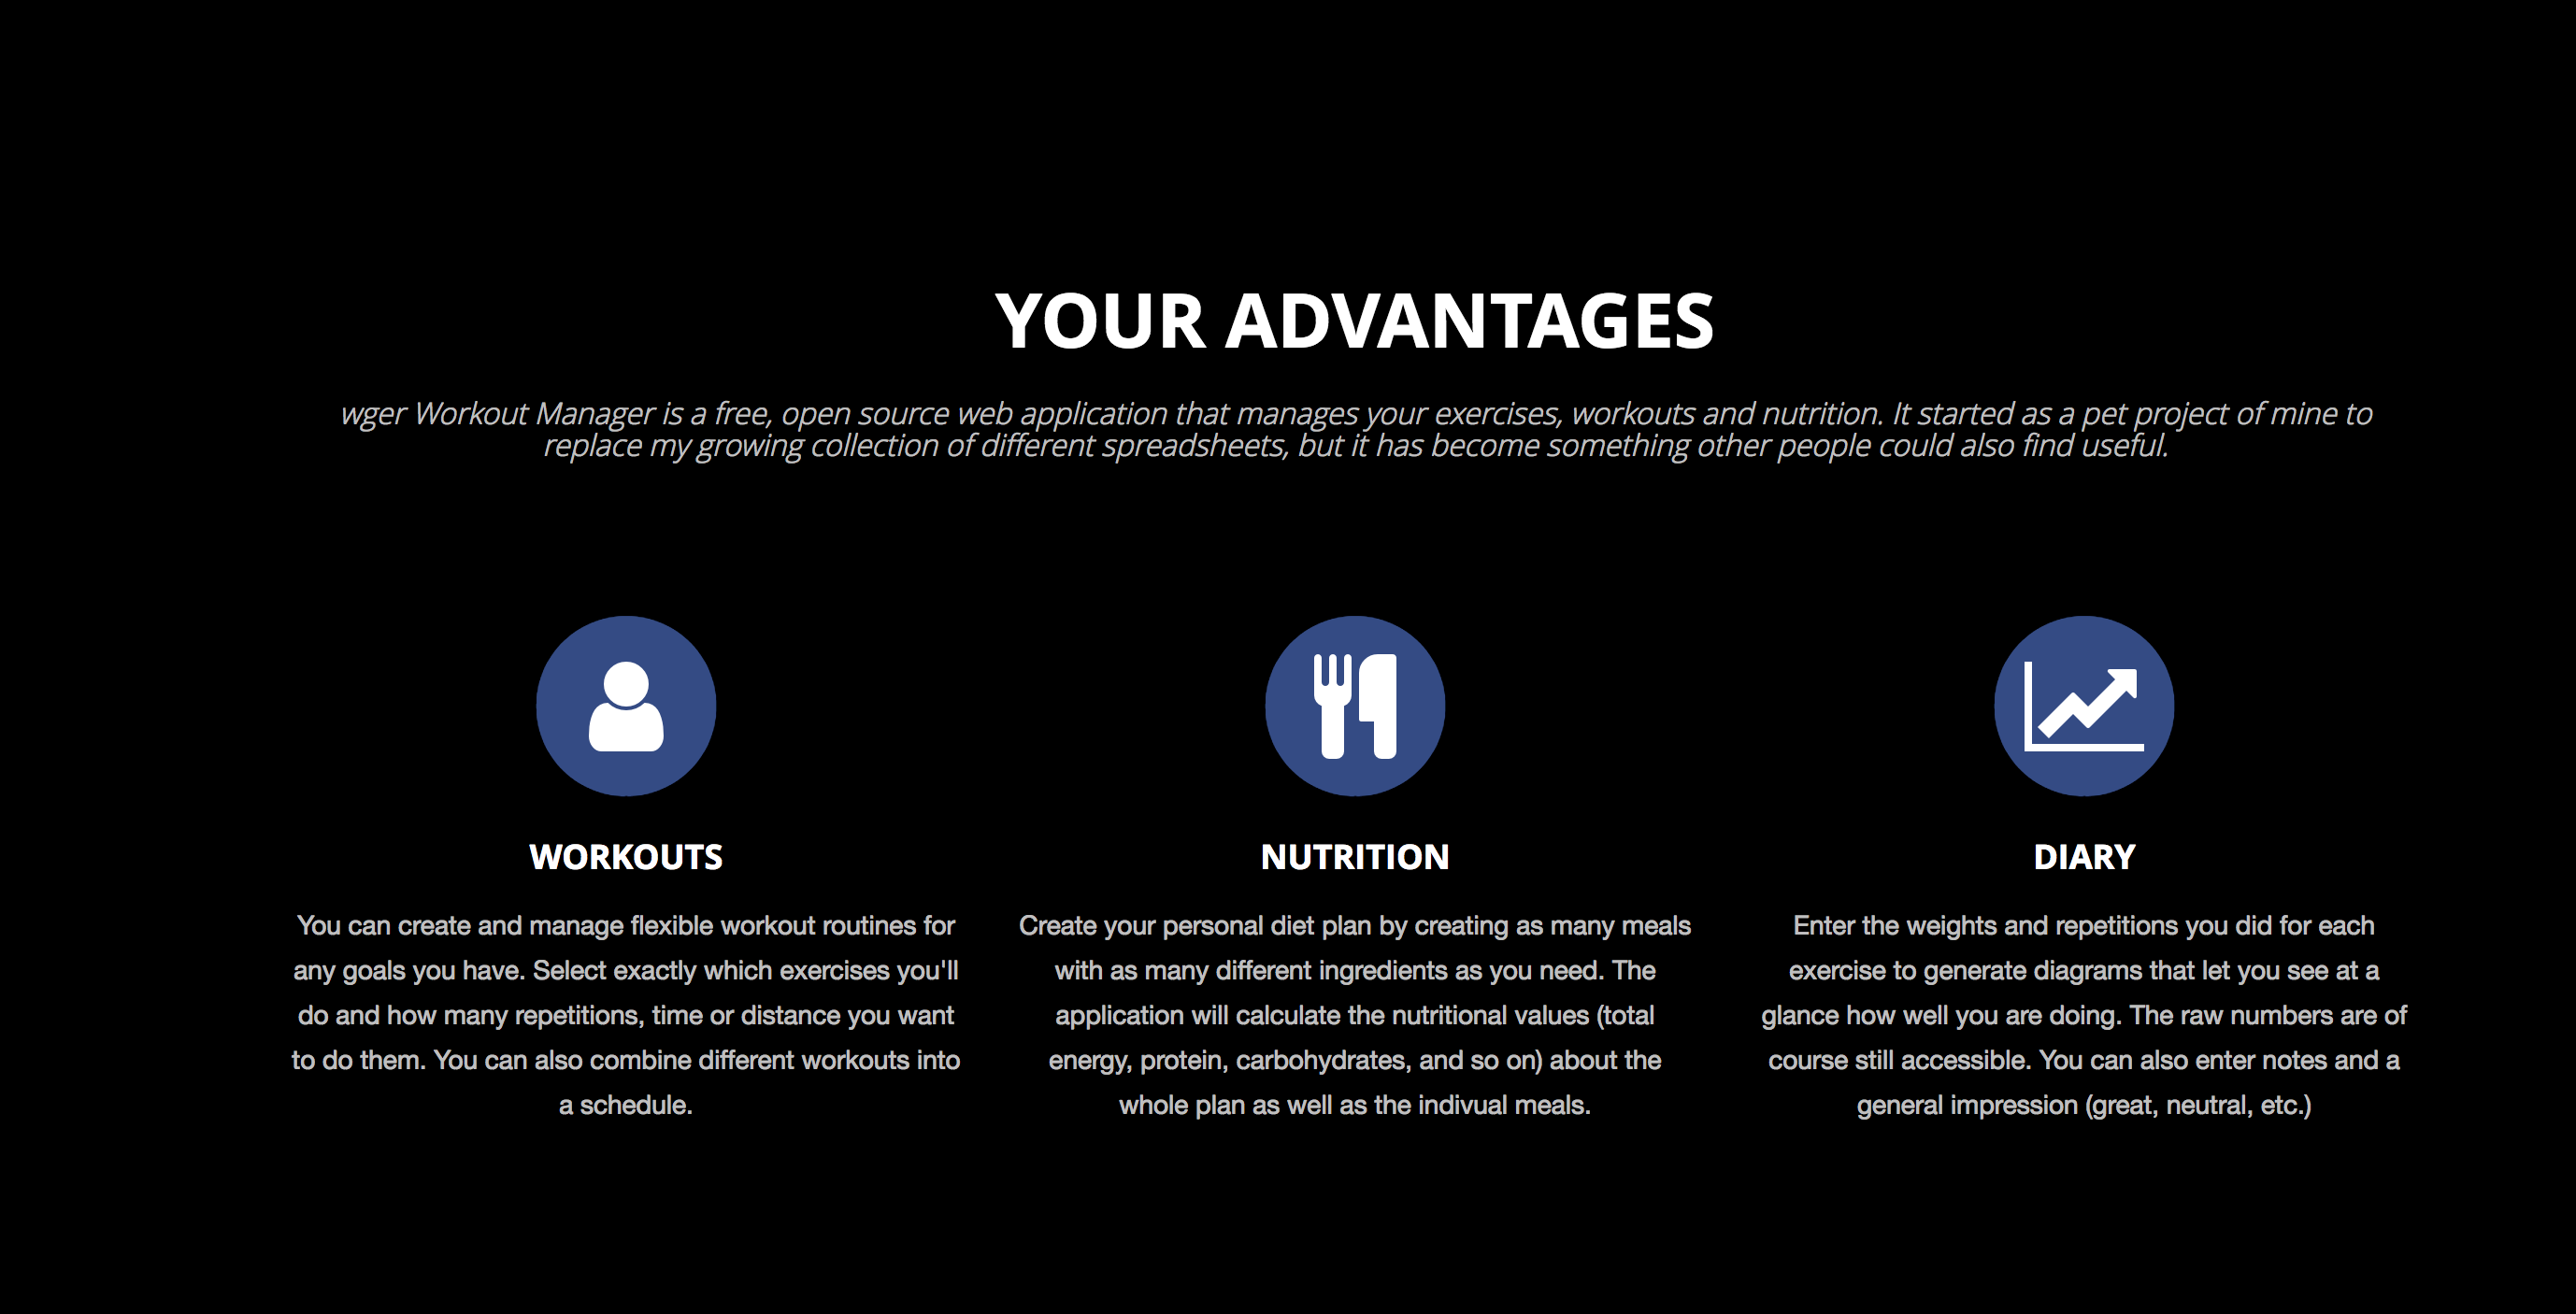 YOUR ADVANTAGES
wger Workout Manager is a free, open source web application that manages your exercises, workouts and nutrition. It started as a pet project of mine to
replace my growing collection of different spreadsheets, but it has become something other people could also find useful.
WORKOUTS
You can create and manage flexible workout routines for
any goals you have. Select exactly which exercises you'll
do and how many repetitions, time or distance you want
to do them. You can also combine different workouts into
a schedule.
NUTRITION
Create your personal diet plan by creating as many meals
with as many different ingredients as you need. The
application will calculate the nutritional values (total
energy, protein, carbohydrates, and so on) about the
whole plan as well as the indivual meals.
DIARY
Enter the weights and repetitions you did for each
exercise to generate diagrams that let you see at a
glance how well you are doing. The raw numbers are of
course still accessible. You can also enter notes and a
general impression (great, neutral, etc.)